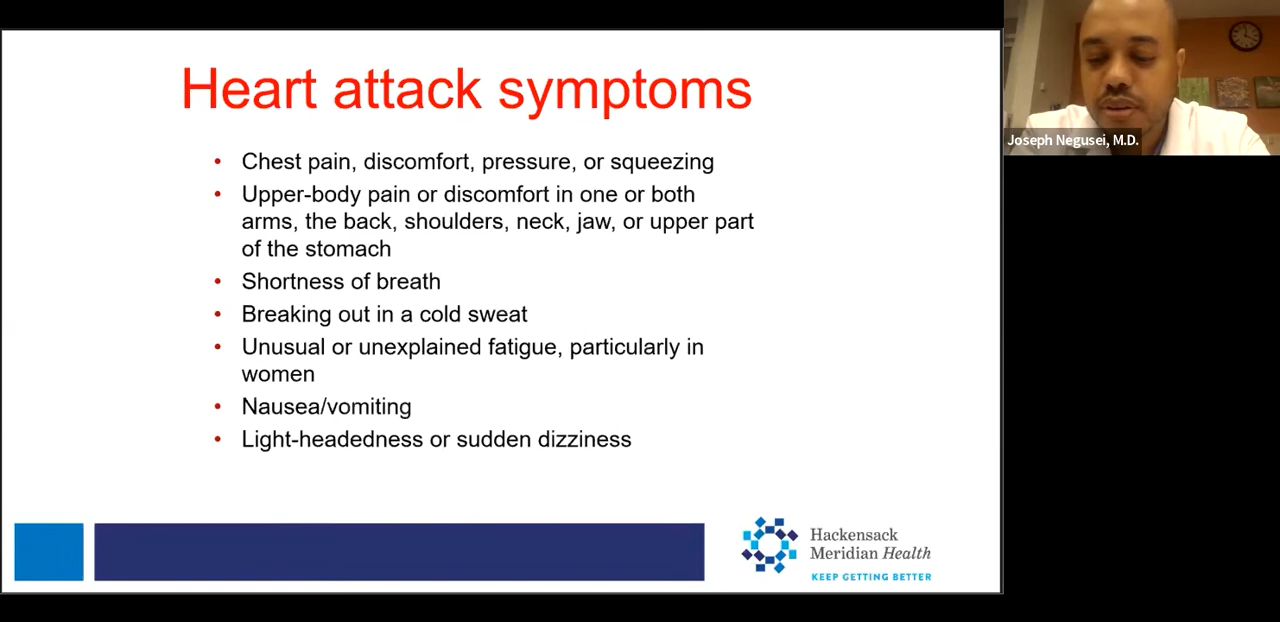 Heart attack symptoms
• Chest pain, discomfort, pressure, or squeezing
• Upper-body pain or discomfort in one or both
arms, the back, shoulders, neck, jaw, or upper part
of the stomach
• Shortness of breath
• Breaking out in a cold sweat
• Unusual or unexplained fatigue, particularly in
women
• Nausea/vomiting
• Light-headedness or sudden dizziness
Hackensack
Meridian Health
KEEP GETTING BETTER
Joseph Negusei, M.D.